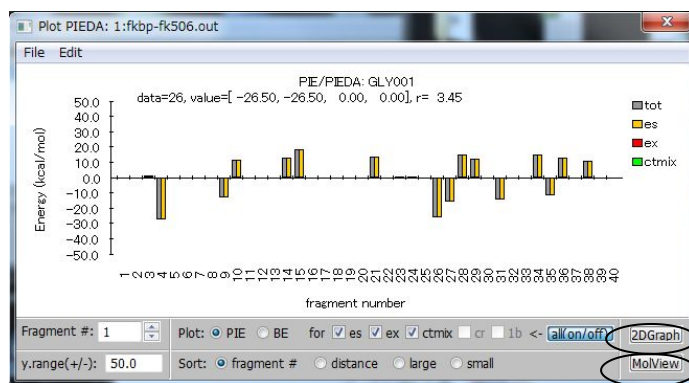 Plot PIEDA: 1:fkbp-fk506.out
File Edit
PIE/PIEDA: GLY001
data=26, value=[ -26.50, -26.50, 0.00, 0.00], r= 3.45
50.0
40.0
30.0
20.0
10.0
0.0
-10.0
-20.0
-30.0
-40.0
-50.0
Energy (kcal/mol)
tot
es
ex
ctmix
1 2 3 4 5 6 7 8 9 10 11 12 13 14 15 16 17 18 19 20 21 22 23 24 25 26 27 28 29 30 31 32 33 34 35 36 37 38 39 40
fragment number
Fragment #: 1 Plot: PIE BE for es ex ctmix cr 1b <- all(on/off) 2DGraph
y.range(+/-): 50.0 Sort: fragment # distance large small MolView